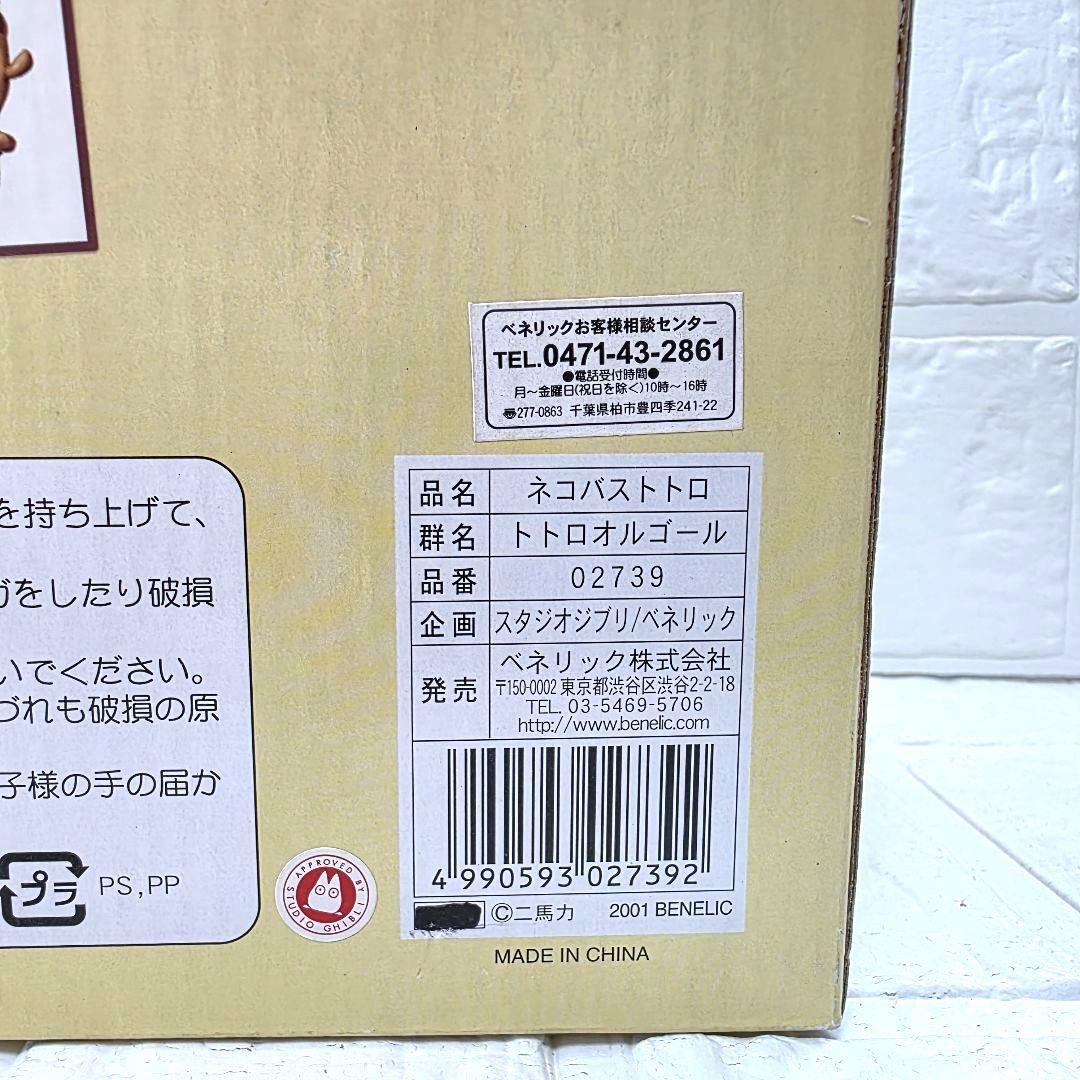 ベネリックお客様相談センター
TEL.0471-43-2861
●電話受付時間●
月～金曜日(祝日を除く)10時～16時
277-0863 千葉県柏市豊四季241-22
を持ち上げて、
ガをしたり破損
いでください。
づれも破損の原
子様の手の届か
プラ PS,PP
APPROVED BY STUDIO GHIBLI
品名 ネコバストトロ
群名 トトロオルゴール
品番 02739
企画 スタジオジブリ/ベネリック
発売 ベネリック株式会社
〒150-0002 東京都渋谷区渋谷2-2-18
TEL. 03-5469-5706
http://www.benelic.com
4 990593 027392
©二馬力 2001 BENELIC
MADE IN CHINA